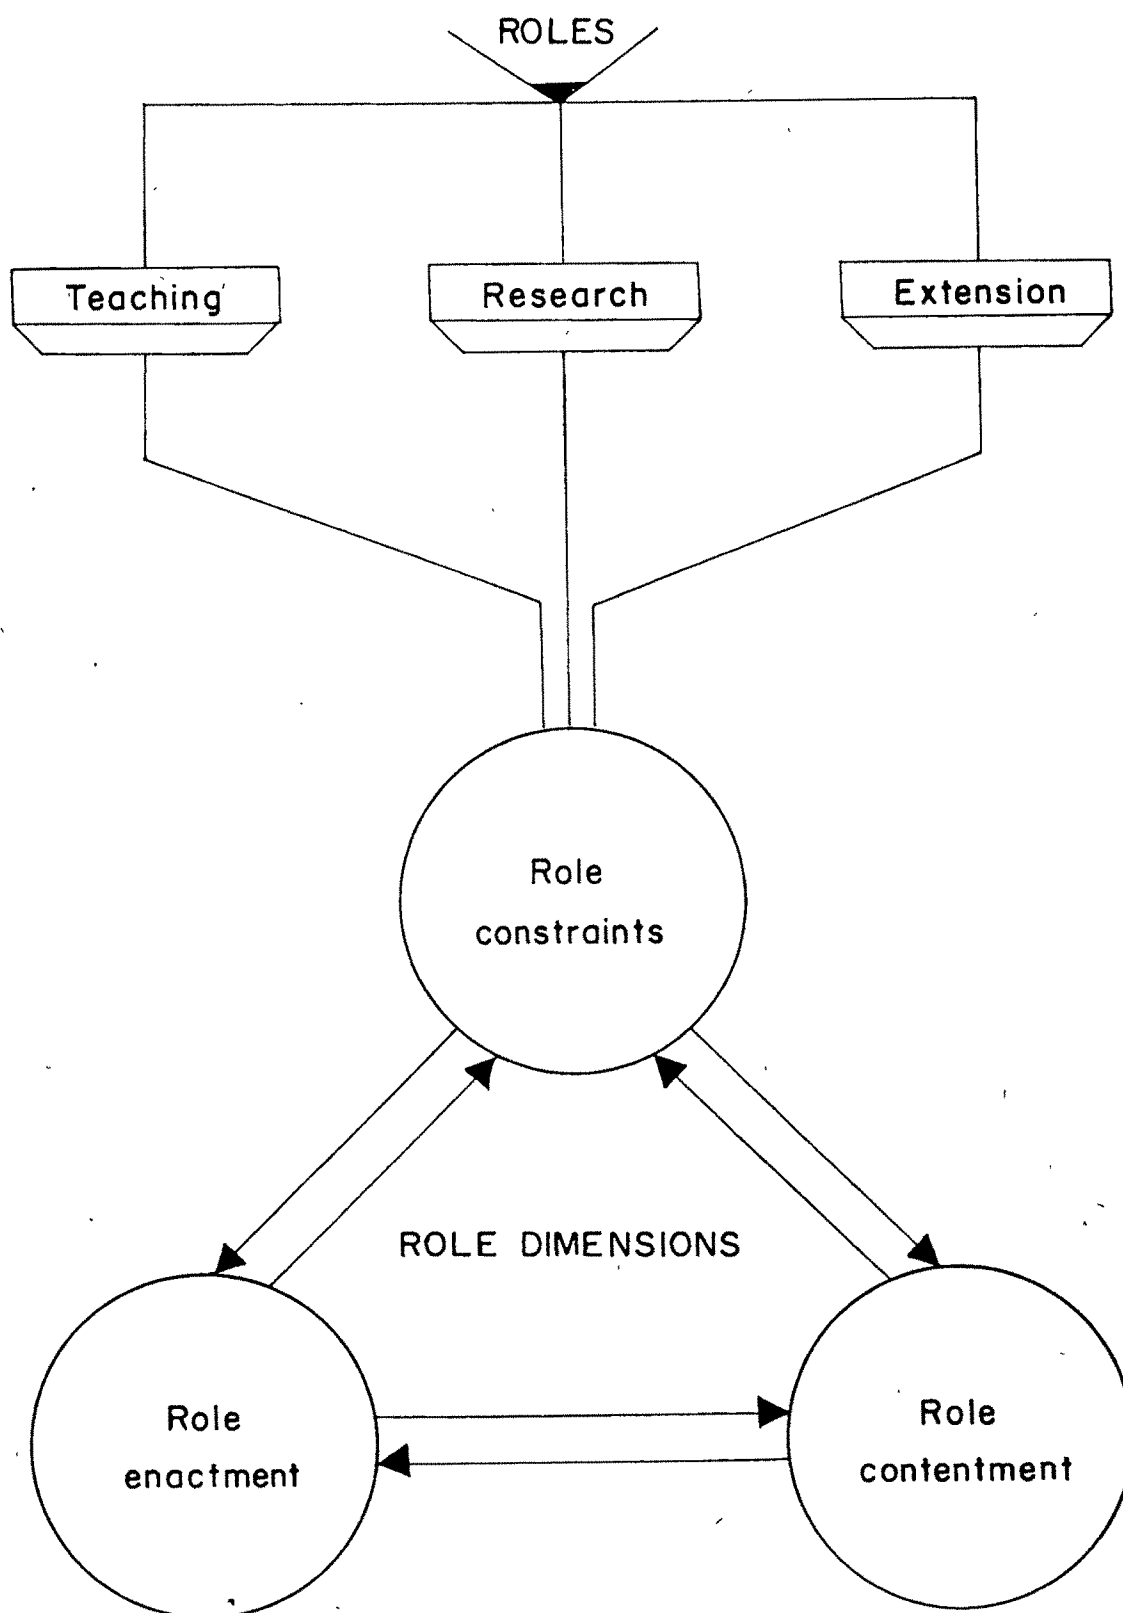 ROLES
Teaching
Research
Extension
Role
constraints
ROLE DIMENSIONS
Role
enactment
Role
contentment